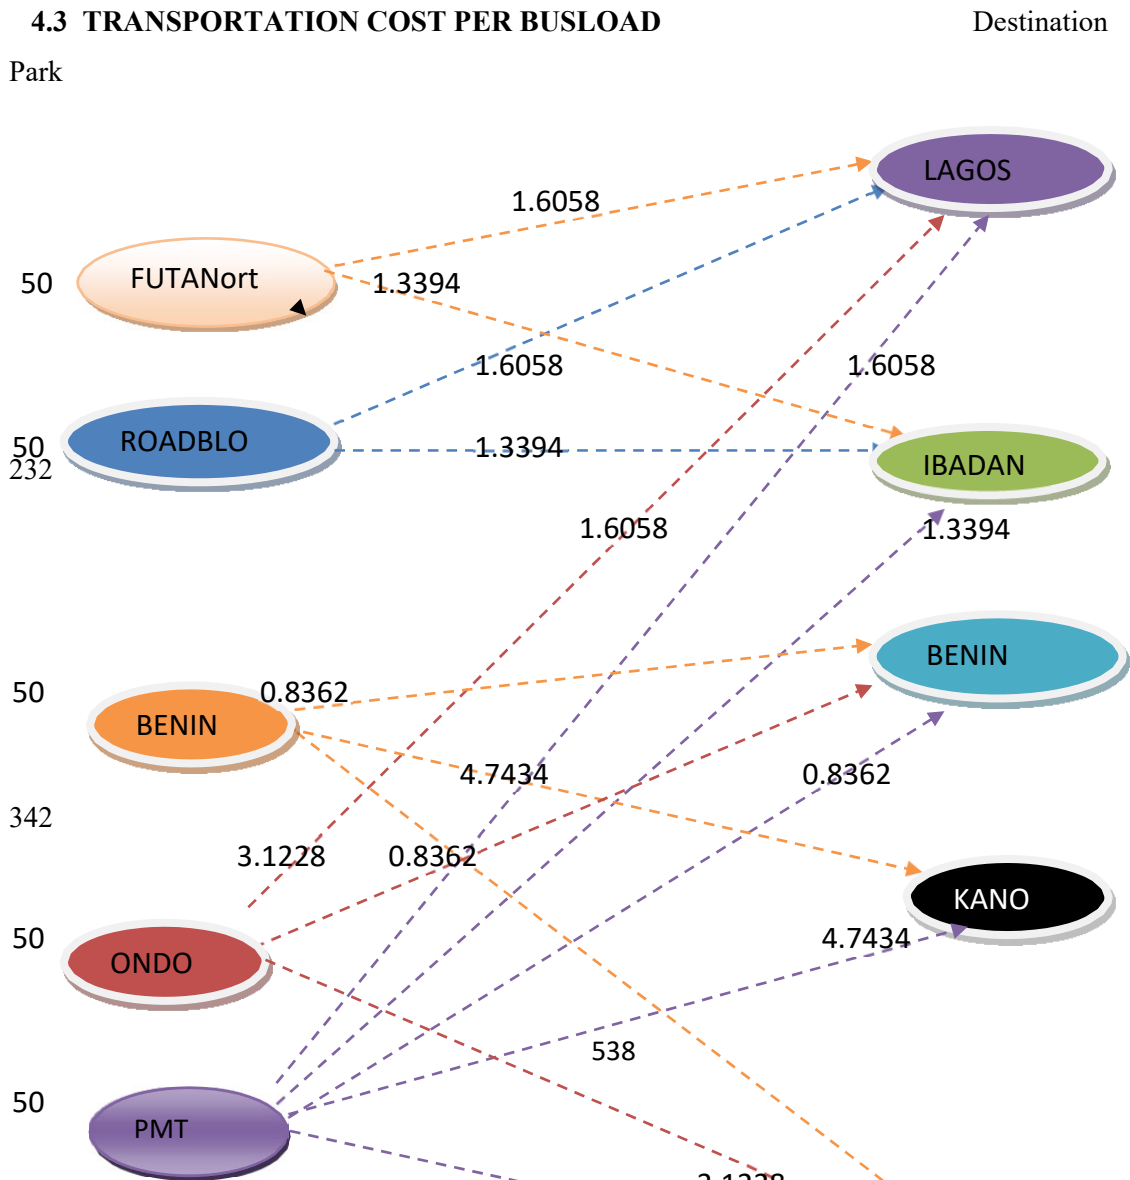 4.3 TRANSPORTATION COST PER BUSLOAD Destination
Park
LAGOS
1.6058
50 FUTANort 1.3394
1.6058 1.6058
50 ROADBLO 1.3394
232 IBADAN
1.6058 1.3394
BENIN
50 0.8362
BENIN
4.7434 0.8362
342
3.1228 0.8362
KANO
50 4.7434
ONDO
538
50
PMT